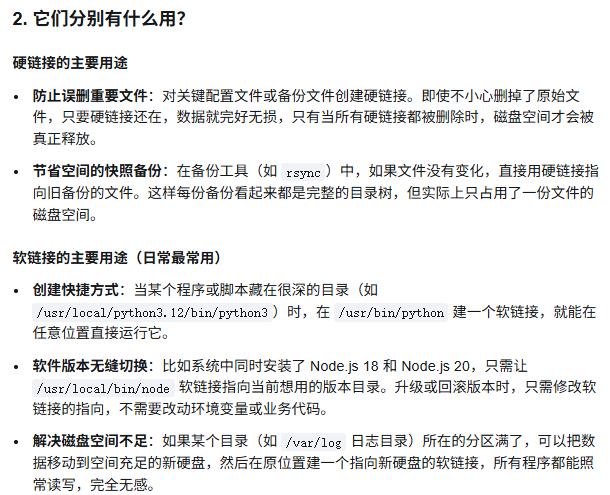 2. 它们分别有什么用？
硬链接的主要用途
• 防止误删重要文件：对关键配置文件或备份文件创建硬链接。即使不小心删掉了原始文
件，只要硬链接还在，数据就完好无损，只有当所有硬链接都被删除时，磁盘空间才会被
真正释放。
• 节省空间的快照备份：在备份工具（如 rsync）中，如果文件没有变化，直接用硬链接指
向旧备份的文件。这样每份备份看起来都是完整的目录树，但实际上只占用了一份文件的
磁盘空间。
软链接的主要用途（日常最常用）
• 创建快捷方式：当某个程序或脚本藏在很深的目录（如
/usr/local/python3.12/bin/python3）时，在 /usr/bin/python 建一个软链接，就能在
任意位置直接运行它。
• 软件版本无缝切换：比如系统中同时安装了 Node.js 18 和 Node.js 20，只需让
/usr/local/bin/node 软链接指向当前想用的版本目录。升级或回滚版本时，只需修改软
链接的指向，不需要改动环境变量或业务代码。
• 解决磁盘空间不足：如果某个目录（如 /var/log 日志目录）所在的分区满了，可以把数
据移动到空间充足的新硬盘，然后在原位置建一个指向新硬盘的软链接，所有程序都能照
常读写，完全无感。